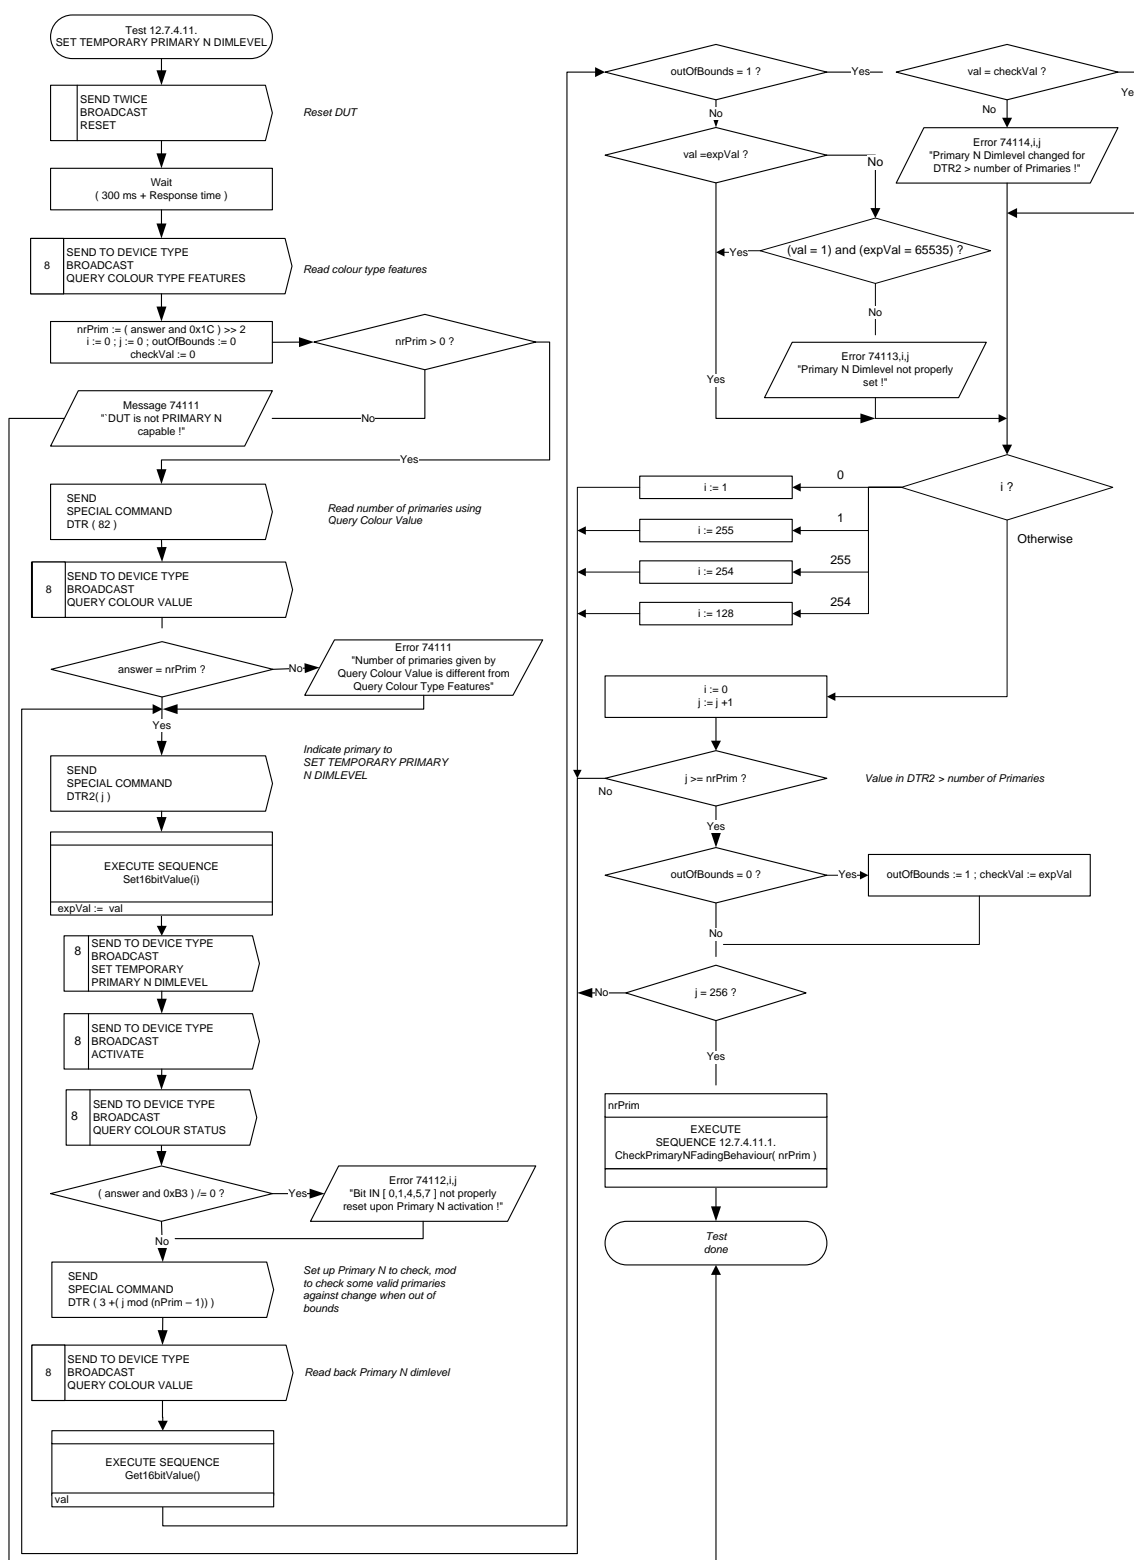 Test 12.7.4.11.
SET TEMPORARY PRIMARY N DIMLEVEL
SEND TWICE
BROADCAST
RESET
Reset DUT
Wait
( 300 ms + Response time )
8
SEND TO DEVICE TYPE
BROADCAST
QUERY COLOUR TYPE FEATURES
Read colour type features
nrPrim := ( answer and 0x1C ) >> 2
i := 0 ; j := 0 ; outOfBounds := 0
checkVal := 0
nrPrim > 0 ?
Message 74111
"`DUT is not PRIMARY N
capable !"
No
Yes
SEND
SPECIAL COMMAND
DTR ( 82 )
Read number of primaries using
Query Colour Value
8
SEND TO DEVICE TYPE
BROADCAST
QUERY COLOUR VALUE
answer = nrPrim ?
No
Error 74111
"Number of primaries given by
Query Colour Value is different from
Query Colour Type Features"
Yes
SEND
SPECIAL COMMAND
DTR2( j )
Indicate primary to
SET TEMPORARY PRIMARY
N DIMLEVEL
EXECUTE SEQUENCE
Set16bitValue(i)
expVal := val
8
SEND TO DEVICE TYPE
BROADCAST
SET TEMPORARY
PRIMARY N DIMLEVEL
8
SEND TO DEVICE TYPE
BROADCAST
ACTIVATE
8
SEND TO DEVICE TYPE
BROADCAST
QUERY COLOUR STATUS
( answer and 0xB3 ) /= 0 ?
Yes
Error 74112,i,j
"Bit IN [ 0,1,4,5,7 ] not properly
reset upon Primary N activation !"
No
SEND
SPECIAL COMMAND
DTR ( 3 +( j mod (nPrim – 1)) )
Set up Primary N to check, mod
to check some valid primaries
against change when out of
bounds
8
SEND TO DEVICE TYPE
BROADCAST
QUERY COLOUR VALUE
Read back Primary N dimlevel
EXECUTE SEQUENCE
Get16bitValue()
val
outOfBounds = 1 ?
Yes
val = checkVal ?
Ye
No
No
Error 74114,i,j
"Primary N Dimlevel changed for
DTR2 > number of Primaries !"
val =expVal ?
No
Yes
(val = 1) and (expVal = 65535) ?
No
Error 74113,i,j
"Primary N Dimlevel not properly
set !"
Yes
i ?
0
i := 1
1
i := 255
Otherwise
255
i := 254
254
i := 128
i := 0
j := j +1
j >= nrPrim ?
Value in DTR2 > number of Primaries
No
Yes
outOfBounds = 0 ?
Yes
outOfBounds := 1 ; checkVal := expVal
No
j = 256 ?
No
Yes
nrPrim
EXECUTE
SEQUENCE 12.7.4.11.1.
CheckPrimaryNFadingBehaviour( nrPrim )
Test
done